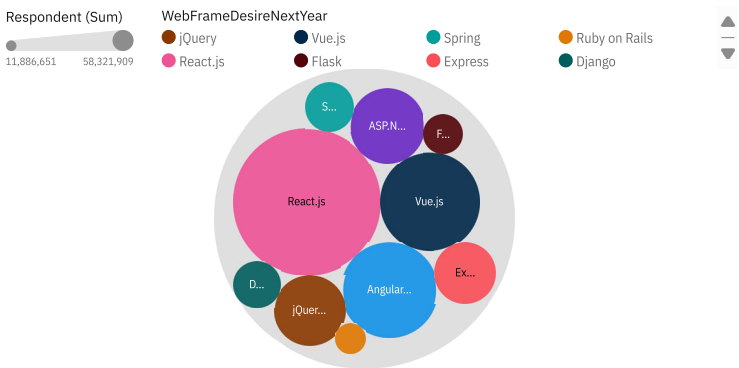 Respondent (Sum)
11,886,651 58,321,909
WebFrameDesireNextYear
jQuery Vue.js Spring Ruby on Rails
React.js Flask Express Django
S...
ASP.N...
F...
React.js
Vue.js
Ex...
D...
Angular...
jQuer...